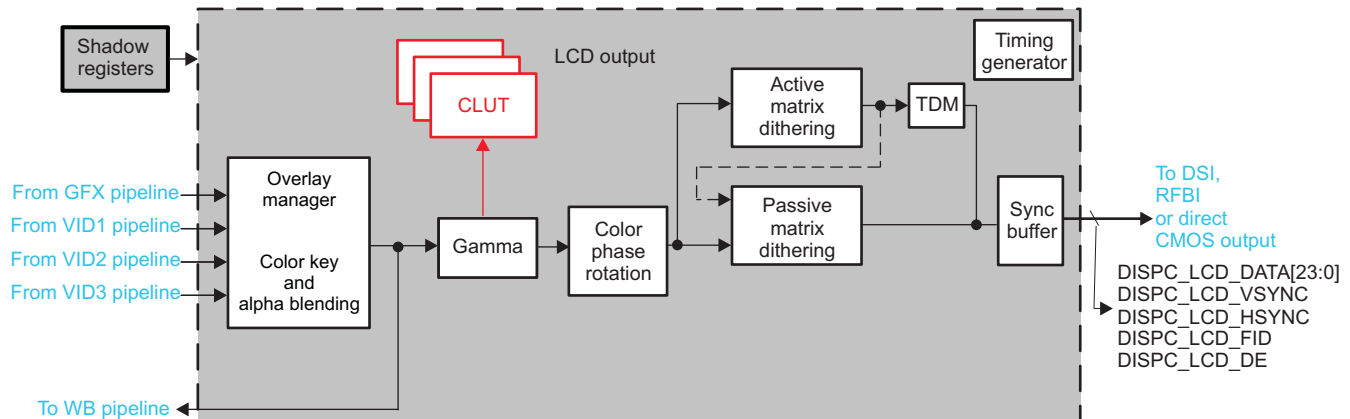 Shadow
registers
LCD output
Timing
generator
CLUT
Active
matrix
dithering
TDM
From GFX pipeline
From VID1 pipeline
From VID2 pipeline
From VID3 pipeline
Overlay
manager
Color key
and
alpha blending
Gamma
Color
phase
rotation
Passive
matrix
dithering
Sync
buffer
To DSI,
RFBI
or direct
CMOS output
DISPC_LCD_DATA[23:0]
DISPC_LCD_VSYNC
DISPC_LCD_HSYNC
DISPC_LCD_FID
DISPC_LCD_DE
To WB pipeline